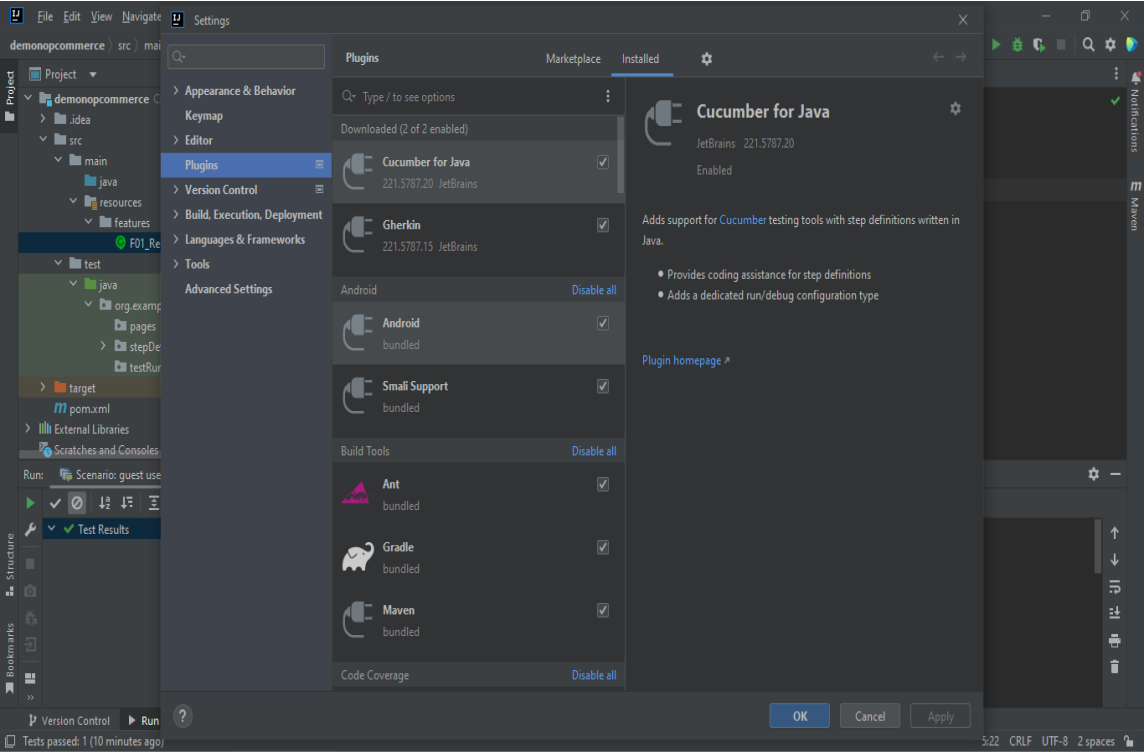 File Edit View Navigate
Settings
demonopcommerce src
Project
demonopcommerce
.idea
src
main
java
resources
features
F01_Re
test
java
org.examp
pages
stepDe
testRun
target
pom.xml
External Libraries
Scratches and Consoles
Run: Scenario: guest use
Test Results
Project
Structure
Bookmarks
Version Control Run
Tests passed: 1 (10 minutes ago)
Appearance & Behavior
Keymap
Editor
Plugins
Version Control
Build, Execution, Deployment
Languages & Frameworks
Tools
Advanced Settings
Plugins Marketplace Installed
Type / to see options
Downloaded (2 of 2 enabled)
Cucumber for Java
221.5787.20 JetBrains
Gherkin
221.5787.15 JetBrains
Android Disable all
Android
bundled
Smali Support
bundled
Build Tools Disable all
Ant
bundled
Gradle
bundled
Maven
bundled
Code Coverage Disable all
Cucumber for Java
JetBrains 221.5787.20
Enabled
Adds support for Cucumber testing tools with step definitions written in
Java.
• Provides coding assistance for step definitions
• Adds a dedicated run/debug configuration type
Plugin homepage ↗
? OK Cancel Apply
Notifications
m Maven
5:22 CRLF UTF-8 2 spaces